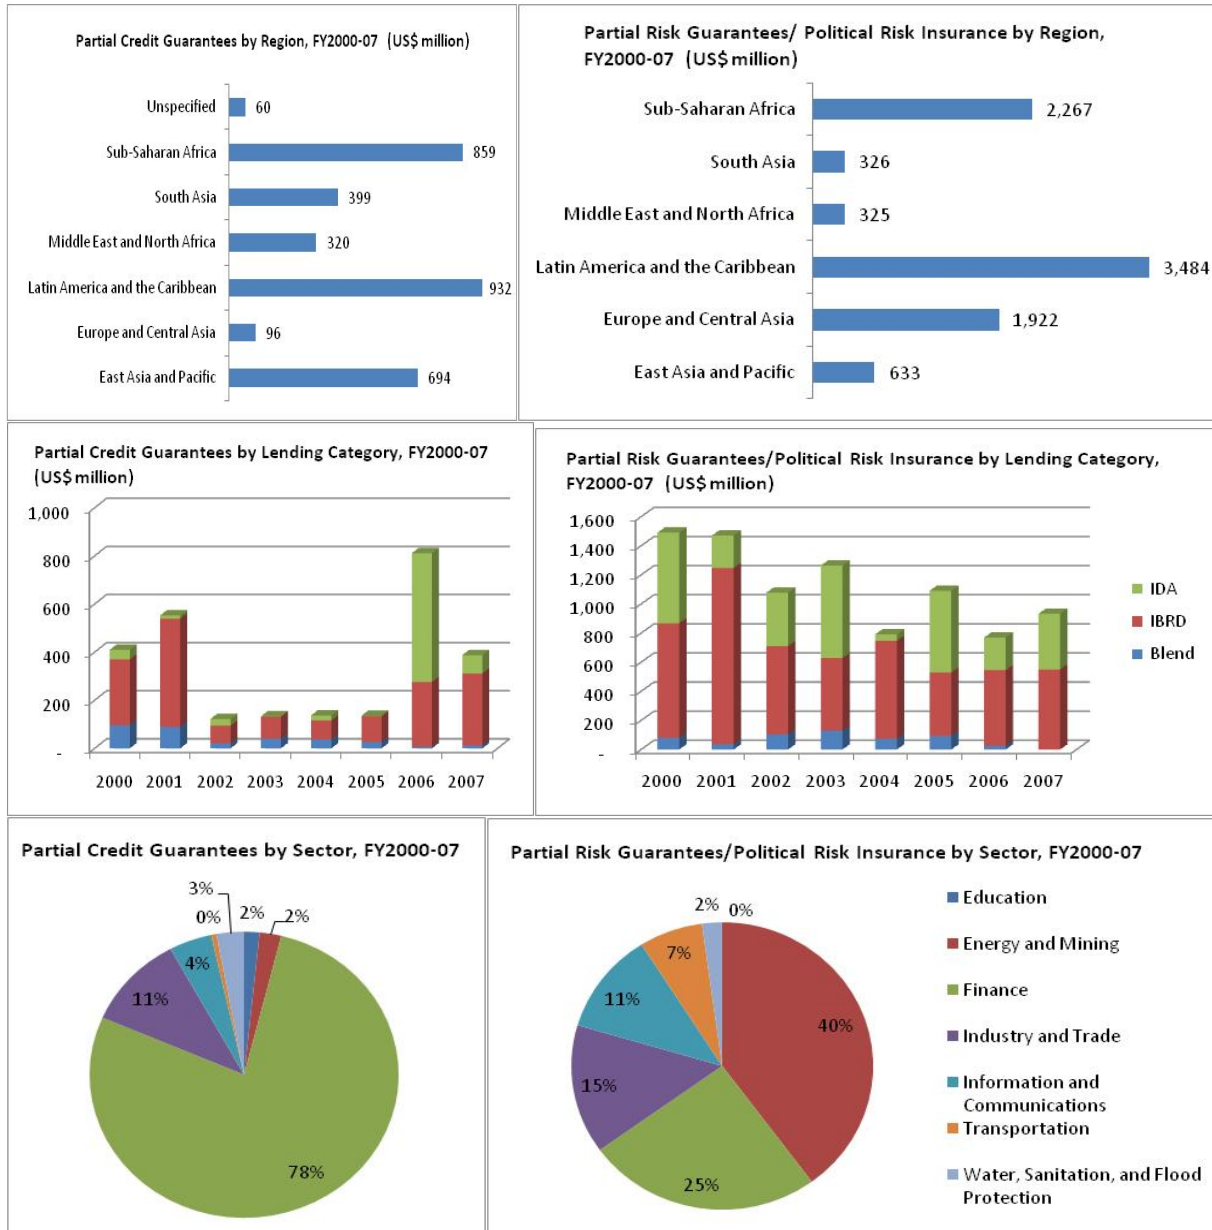 Partial Credit Guarantees by Region, FY2000-07 (US$ million)
Unspecified 60
Sub-Saharan Africa 859
South Asia 399
Middle East and North Africa 320
Latin America and the Caribbean 932
Europe and Central Asia 96
East Asia and Pacific 694
Partial Risk Guarantees/ Political Risk Insurance by Region,
FY2000-07 (US$ million)
Sub-Saharan Africa 2,267
South Asia 326
Middle East and North Africa 325
Latin America and the Caribbean 3,484
Europe and Central Asia 1,922
East Asia and Pacific 633
Partial Credit Guarantees by Lending Category, FY2000-07
(US$ million)
1,000
800
600
400
200
-
2000 2001 2002 2003 2004 2005 2006 2007
Partial Risk Guarantees/Political Risk Insurance by Lending Category,
FY2000-07 (US$ million)
1,600
1,400
1,200
1,000
800
600
400
200
-
2000 2001 2002 2003 2004 2005 2006 2007
IDA
IBRD
Blend
Partial Credit Guarantees by Sector, FY2000-07
3%
0% 2% 2%
4%
11%
78%
Partial Risk Guarantees/Political Risk Insurance by Sector, FY2000-07
2% 0%
7%
11%
40%
15%
25%
Education
Energy and Mining
Finance
Industry and Trade
Information and
Communications
Transportation
Water, Sanitation, and Flood
Protection